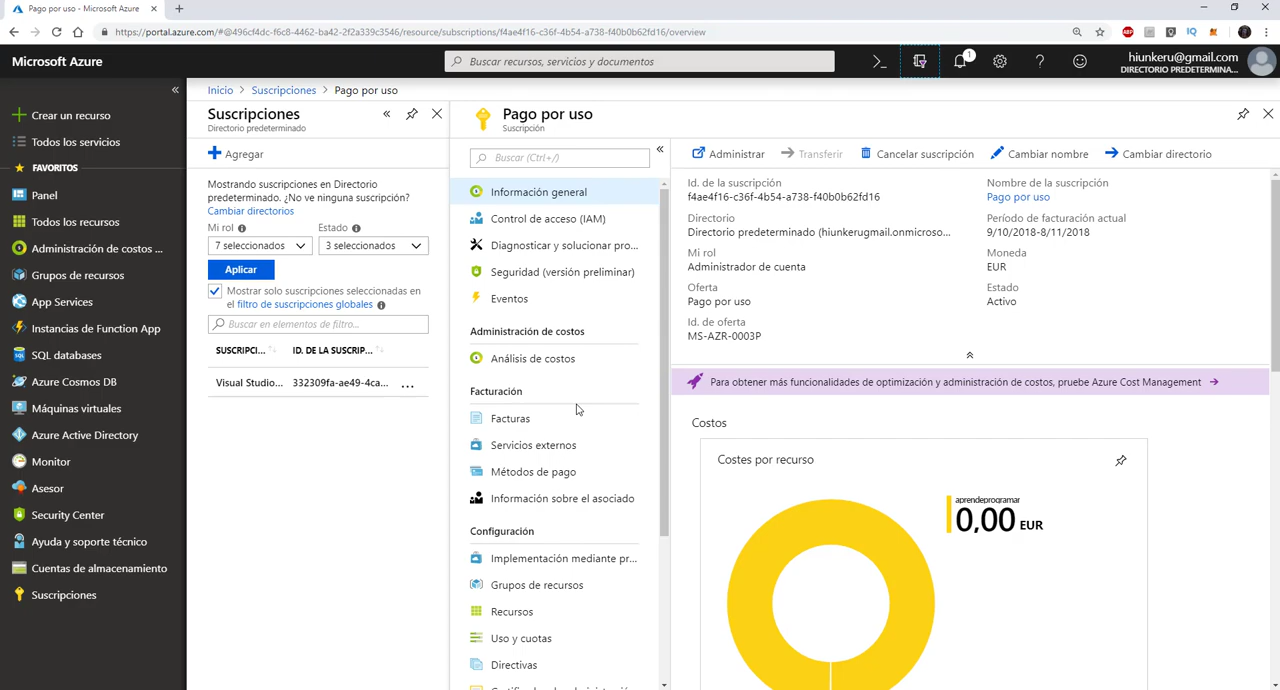 Pago por uso - Microsoft Azure
https://portal.azure.com/#@496cf4dc-f6c8-4462-ba42-2f2a339c3546/resource/subscriptions/f4ae4f16-c36f-4b54-a738-f40b0b62fd16/overview
ABP
IQ
Microsoft Azure
Buscar recursos, servicios y documentos
1
hiunkeru@gmail.com
DIRECTORIO PREDETERMINA...
Crear un recurso
Todos los servicios
FAVORITOS
Panel
Todos los recursos
Administración de costos ...
Grupos de recursos
App Services
Instancias de Function App
SQL databases
Azure Cosmos DB
Máquinas virtuales
Azure Active Directory
Monitor
Asesor
Security Center
Ayuda y soporte técnico
Cuentas de almacenamiento
Suscripciones
Inicio > Suscripciones > Pago por uso
Suscripciones
Directorio predeterminado
Agregar
Mostrando suscripciones en Directorio
predeterminado. ¿No ve ninguna suscripción?
Cambiar directorios
Mi rol
Estado
7 seleccionados
3 seleccionados
Aplicar
Mostrar solo suscripciones seleccionadas en
el filtro de suscripciones globales
Buscar en elementos de filtro...
SUSCRIPCI...
ID. DE LA SUSCRIP...
Visual Studio...
332309fa-ae49-4ca...
...
Pago por uso
Suscripción
Buscar (Ctrl+/)
Información general
Control de acceso (IAM)
Diagnosticar y solucionar pro...
Seguridad (versión preliminar)
Eventos
Administración de costos
Análisis de costos
Facturación
Facturas
Servicios externos
Métodos de pago
Información sobre el asociado
Configuración
Implementación mediante pr...
Grupos de recursos
Recursos
Uso y cuotas
Directivas
Administrar
Transferir
Cancelar suscripción
Cambiar nombre
Cambiar directorio
Id. de la suscripción
f4ae4f16-c36f-4b54-a738-f40b0b62fd16
Directorio
Directorio predeterminado (hiunkerugmail.onmicroso...
Mi rol
Administrador de cuenta
Oferta
Pago por uso
Id. de oferta
MS-AZR-0003P
Nombre de la suscripción
Pago por uso
Período de facturación actual
9/10/2018-8/11/2018
Moneda
EUR
Estado
Activo
Para obtener más funcionalidades de optimización y administración de costos, pruebe Azure Cost Management
Costos
Costes por recurso
aprendeprogramar
0,00 EUR